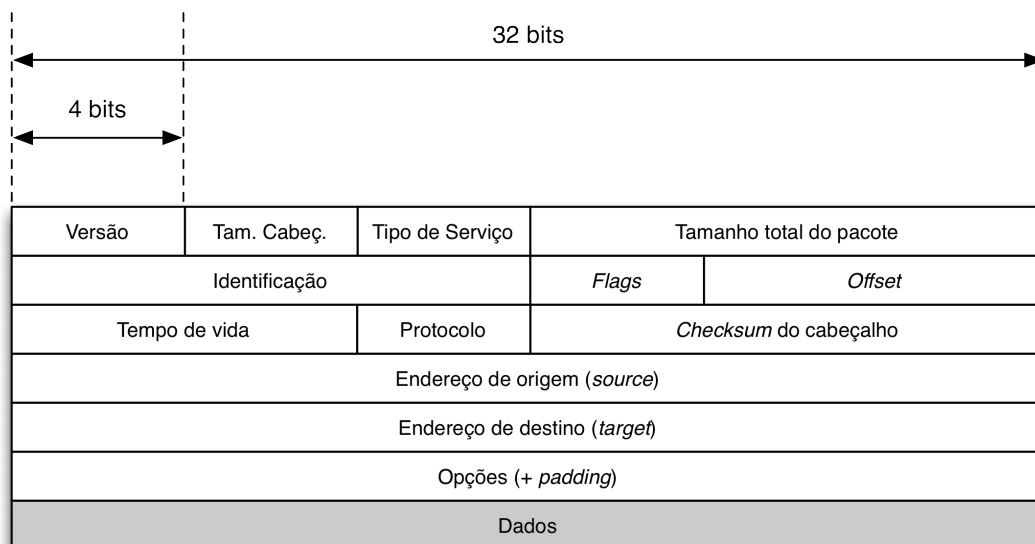 32 bits
4 bits
Versão Tam. Cabeç. Tipo de Serviço Tamanho total do pacote
Identificação Flags Offset
Tempo de vida Protocolo Checksum do cabeçalho
Endereço de origem (source)
Endereço de destino (target)
Opções (+ padding)
Dados